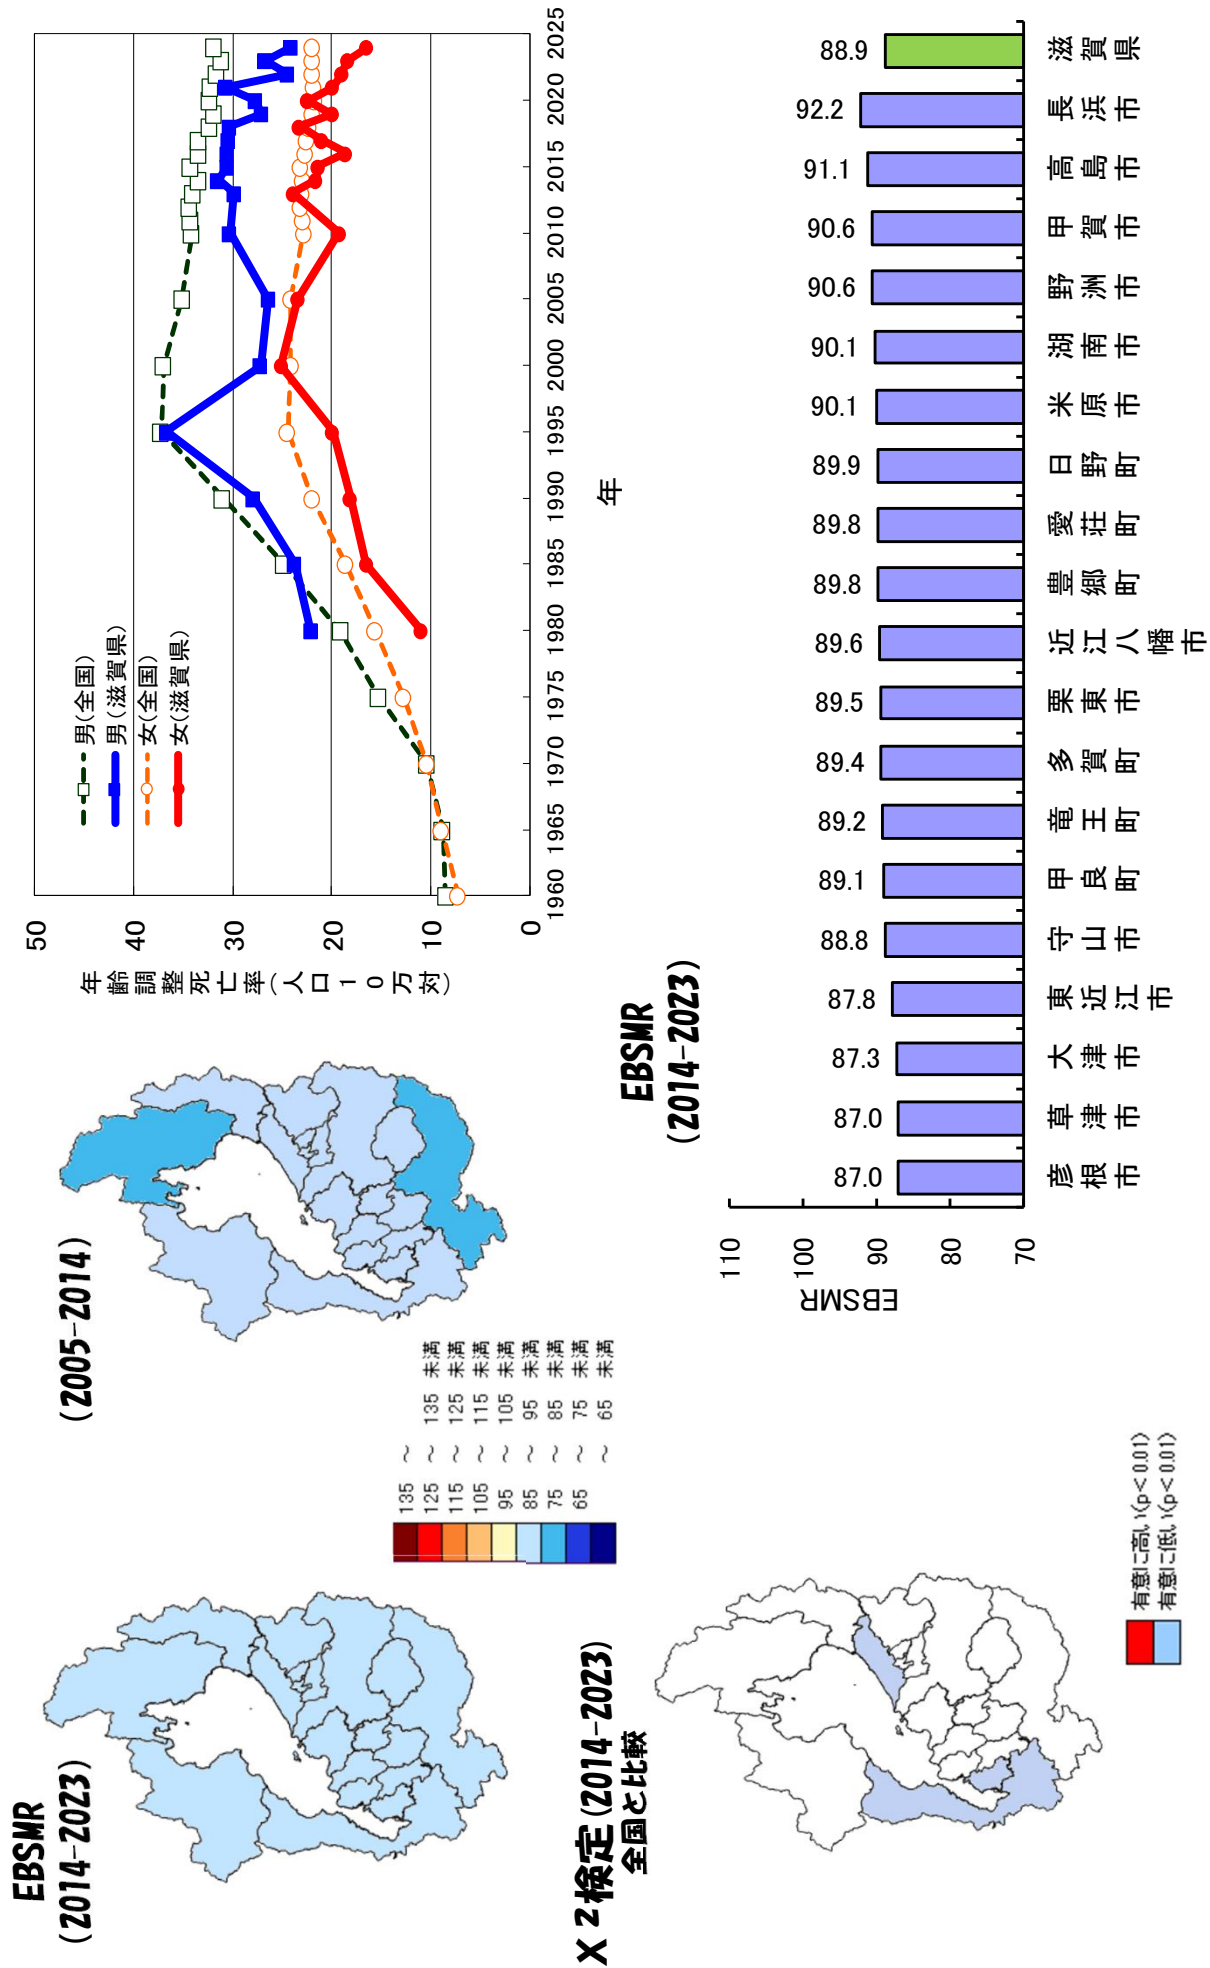 EBSMR
(2014-2023)
(2005-2014)
135 ～
125 ～ 135 未満
115 ～ 125 未満
105 ～ 115 未満
95 ～ 105 未満
85 ～ 95 未満
75 ～ 85 未満
65 ～ 75 未満
～ 65 未満
年齢調整死亡率(人口１０万対)
50
40
30
20
10
0
男(全国)
男(滋賀県)
女(全国)
女(滋賀県)
1960 1965 1970 1975 1980 1985 1990 1995 2000 2005 2010 2015 2020 2025
年
X²検定(2014-2023)
全国と比較
有意に高い(p<0.01)
有意に低い(p<0.01)
EBSMR
(2014-2023)
EBSMR
110
100
90
80
70
87.0 87.0 87.3 87.8 88.8 89.1 89.2 89.4 89.5 89.6 89.8 89.8 89.9 90.1 90.1 90.6 90.6 91.1 92.2 88.9
彦根市 草津市 大津市 東近江市 守山市 甲良町 竜王町 多賀町 栗東市 近江八幡市 豊郷町 愛荘町 日野町 米原市 湖南市 野洲市 甲賀市 高島市 長浜市 滋賀県